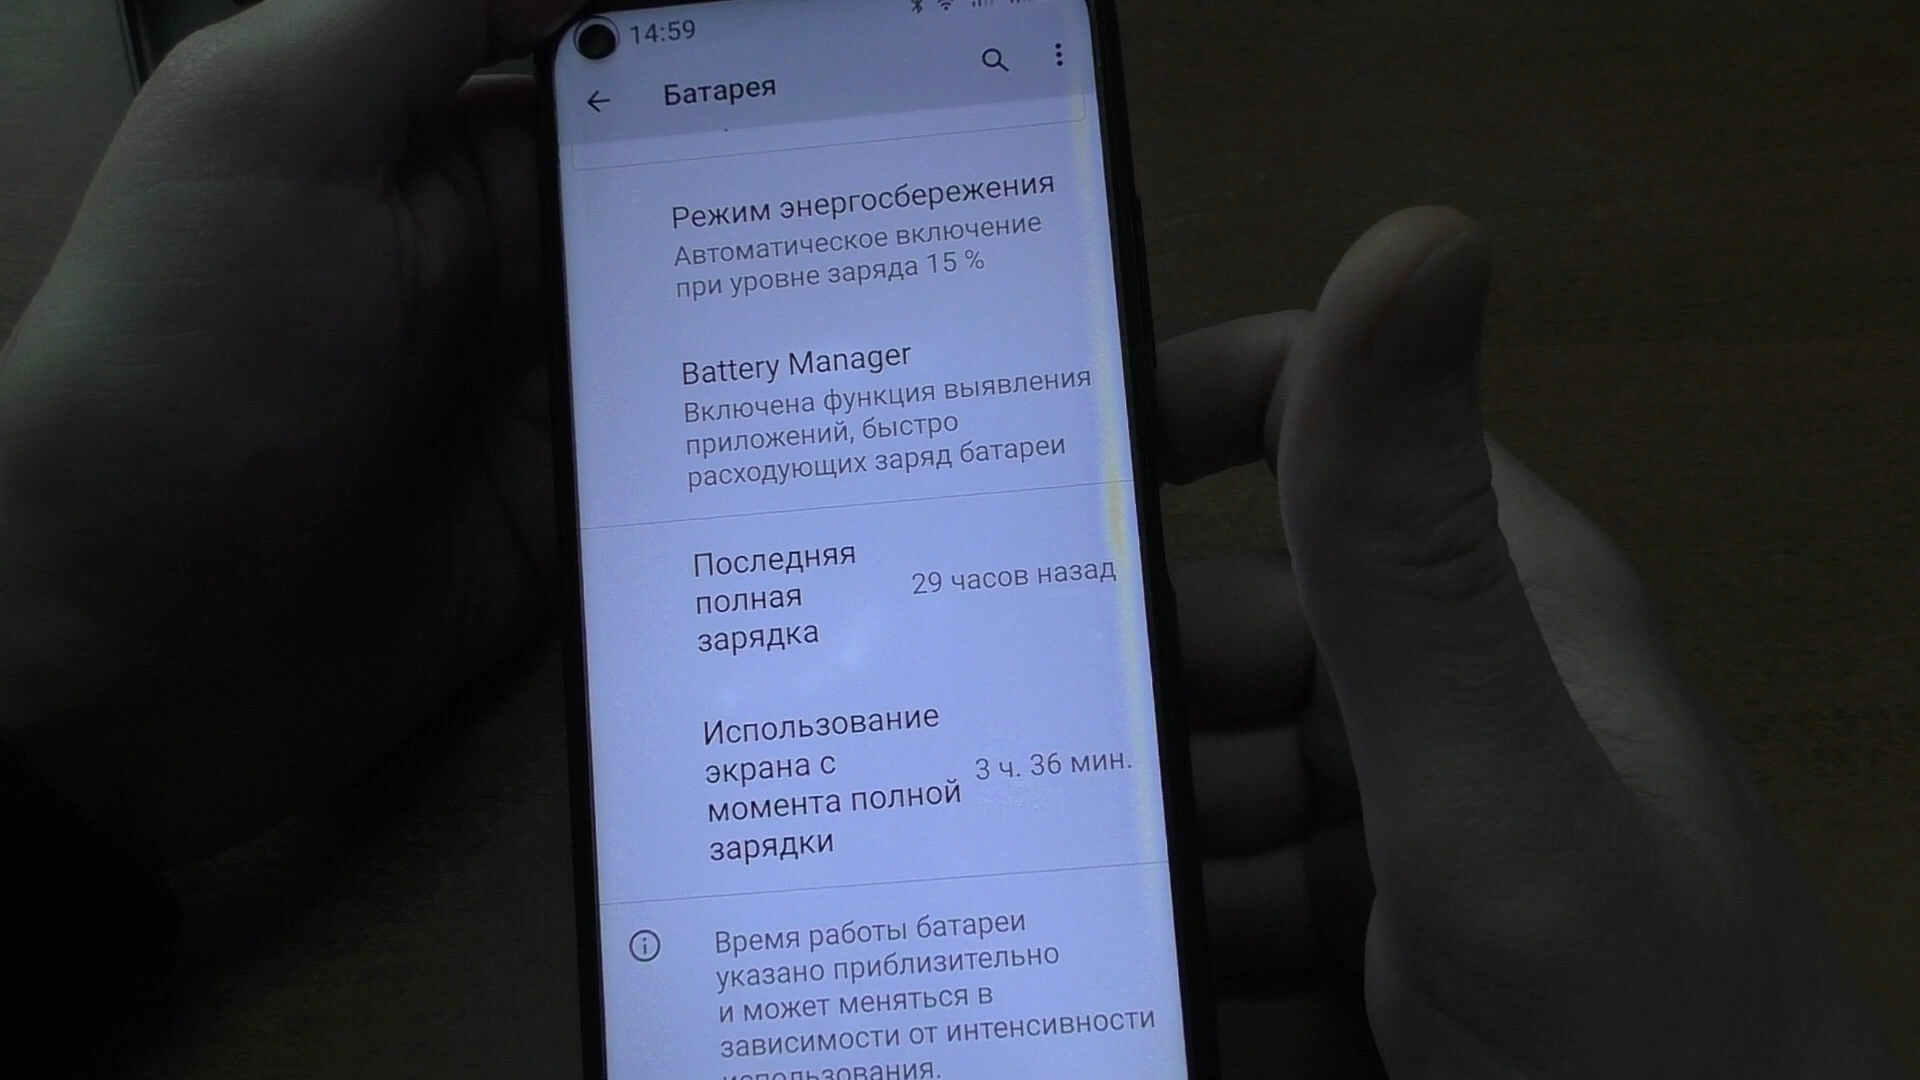 14:59
Батарея
Режим энергосбережения
Автоматическое включение
при уровне заряда 15 %
Battery Manager
Включена функция выявления
приложений, быстро
расходующих заряд батареи
Последняя
полная
зарядка
29 часов назад
Использование
экрана с
момента полной
зарядки
3 ч. 36 мин.
Время работы батареи
указано приблизительно
и может меняться в
зависимости от интенсивности
использования.